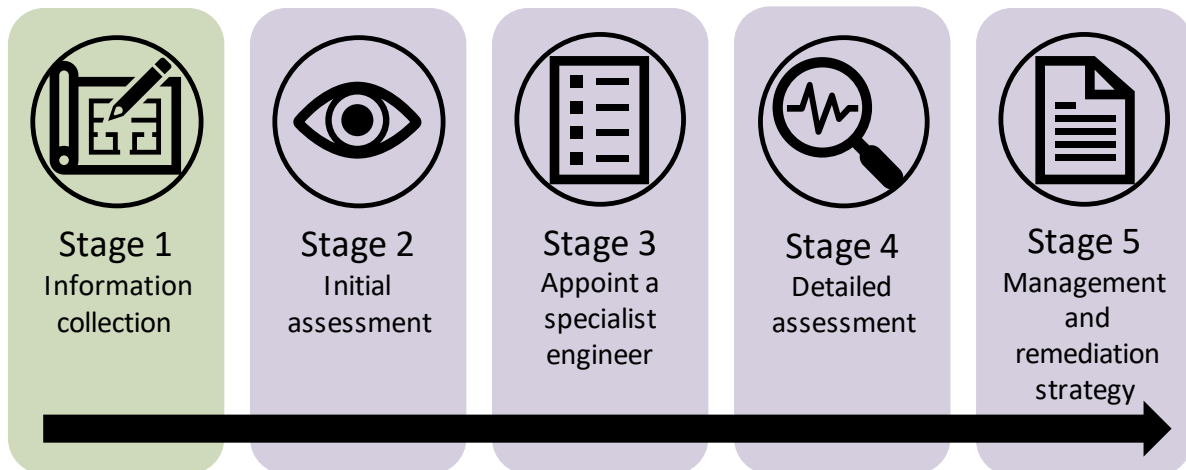 Stage 1
Information
collection
Stage 2
Initial
assessment
Stage 3
Appoint a
specialist
engineer
Stage 4
Detailed
assessment
Stage 5
Management
and
remediation
strategy